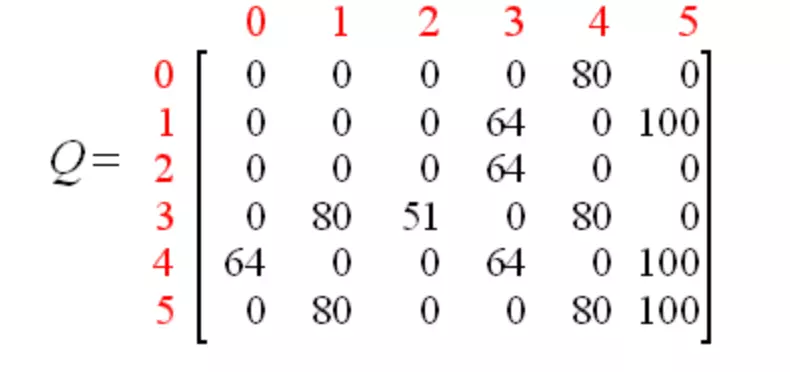 0 1 2 3 4 5
0 0 0 0 0 80 0
1 0 0 0 64 0 100
Q= 2 0 0 0 64 0 0
3 0 80 51 0 80 0
4 64 0 0 64 0 100
5 0 80 0 0 80 100